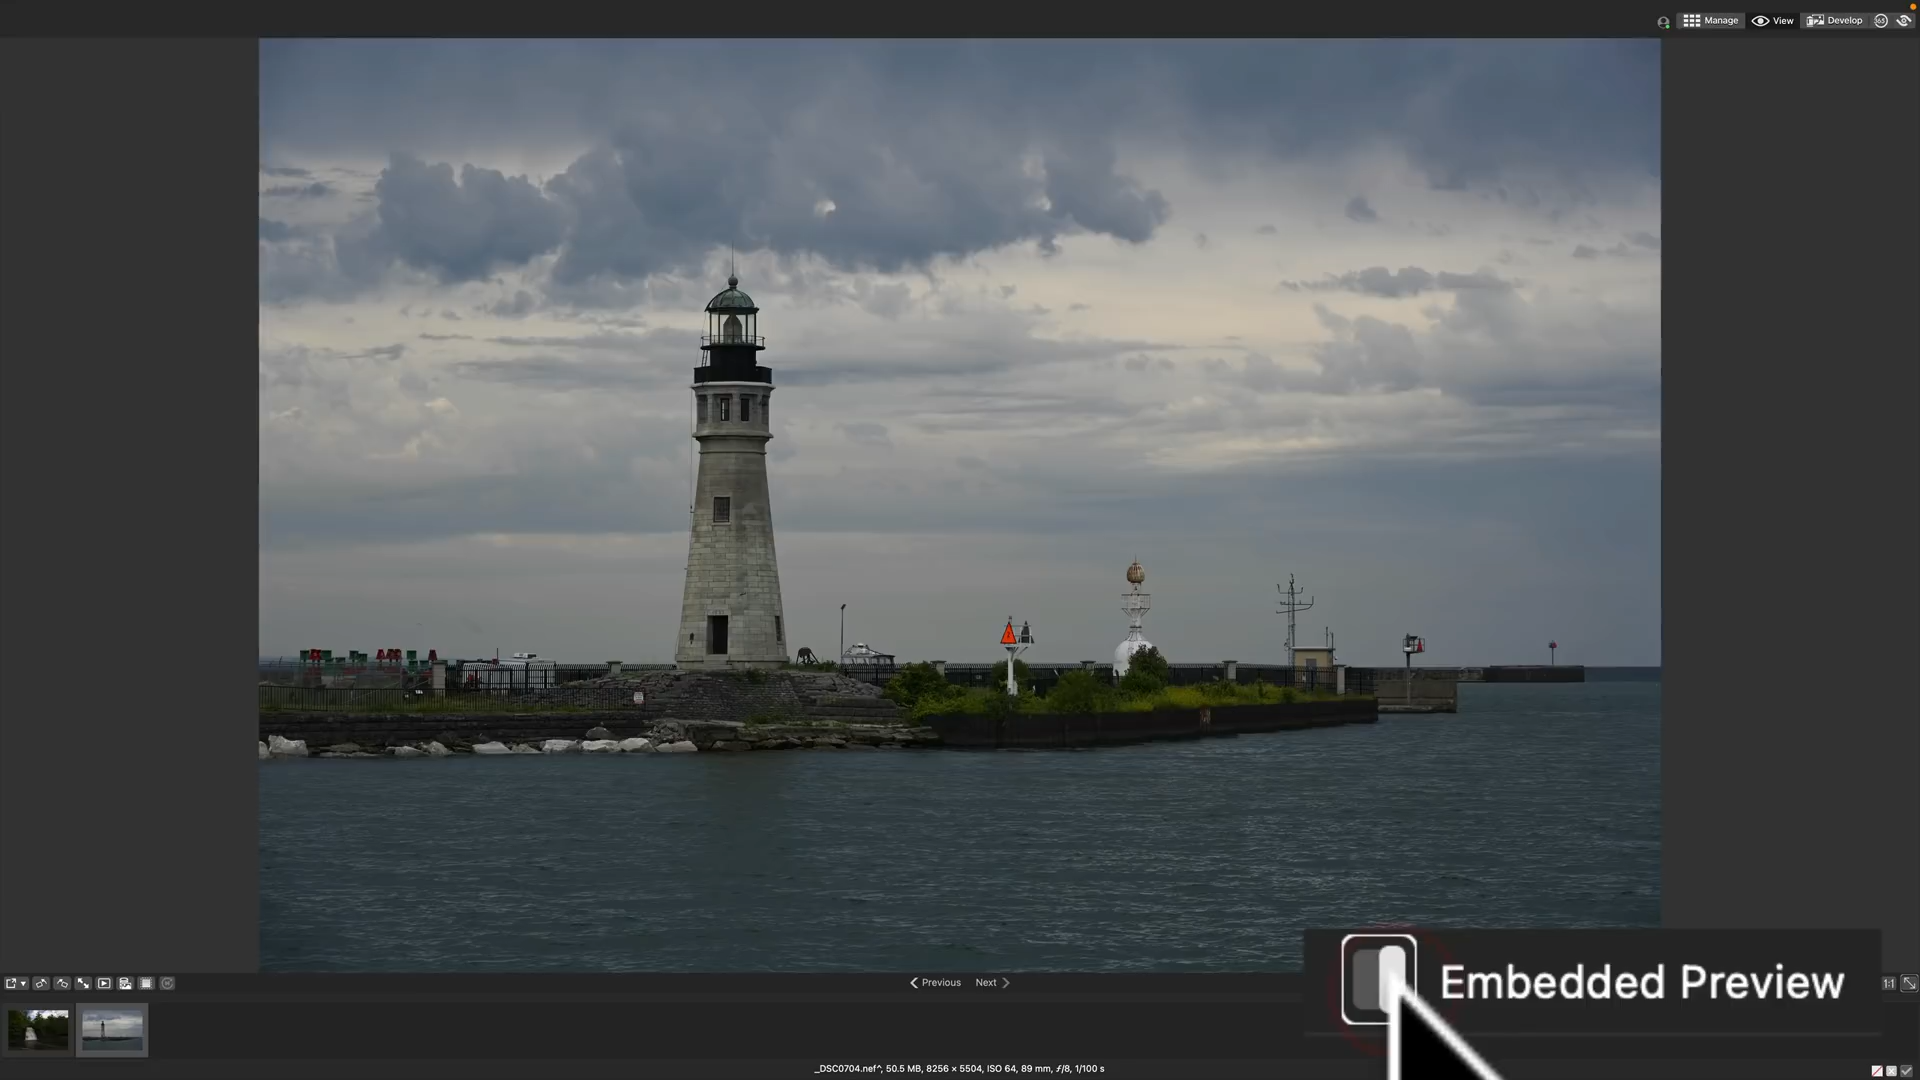 Manage
View
Develop
365
Previous
Next
Embedded Preview
1:1
_DSC0704.nef^, 50.5 MB, 8256 × 5504, ISO 64, 89 mm, ƒ/8, 1/100 s